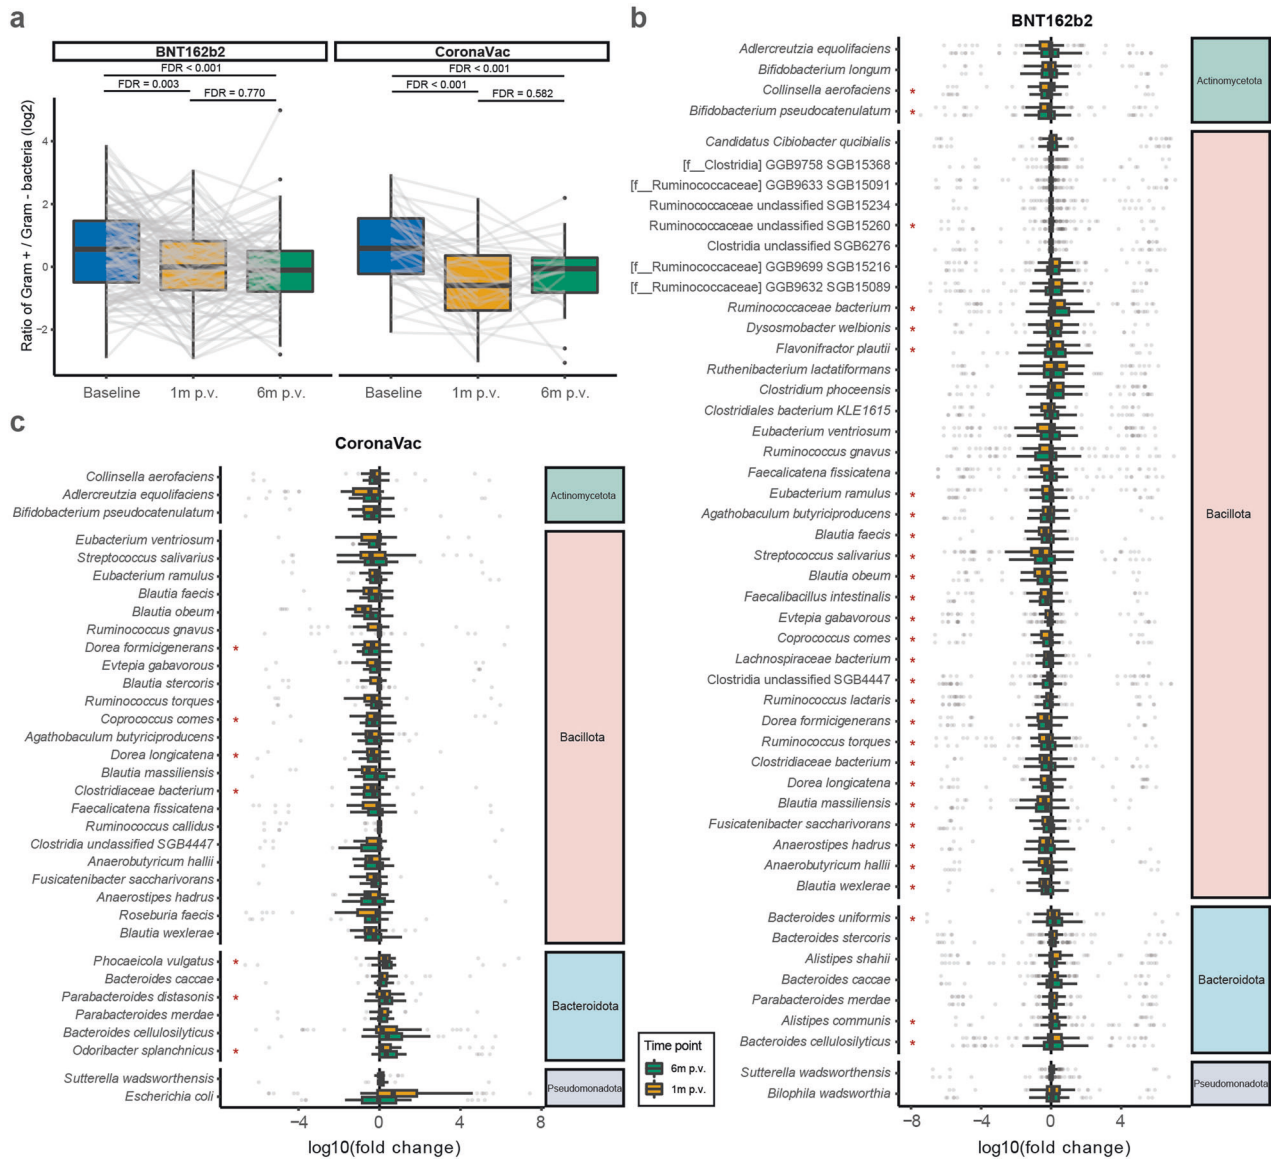 a
BNT162b2
CoronaVac
FDR < 0.001
FDR < 0.001
FDR = 0.003
FDR = 0.770
FDR < 0.001
FDR = 0.582
Ratio of Gram + / Gram - bacteria (log2)
4
2
0
−2
Baseline
1m p.v.
6m p.v.
Baseline
1m p.v.
6m p.v.
b
BNT162b2
Adlercreutzia equolifaciens
Bifidobacterium longum
Collinsella aerofaciens *
Bifidobacterium pseudocatenulatum *
Actinomycetota
Candidatus Cibiobacter qucibialis
[f__Clostridia] GGB9758 SGB15368
[f__Ruminococcaceae] GGB9633 SGB15091
Ruminococcaceae unclassified SGB15234
Ruminococcaceae unclassified SGB15260 *
Clostridia unclassified SGB6276
[f__Ruminococcaceae] GGB9699 SGB15216
[f__Ruminococcaceae] GGB9632 SGB15089
Ruminococcaceae bacterium *
Dysosmobacter welbionis *
Flavonifractor plautii *
Ruthenibacterium lactatiformans
Clostridium phoceensis
Clostridiales bacterium KLE1615
Eubacterium ventriosum
Ruminococcus gnavus
Faecalicatena fissicatena
Eubacterium ramulus *
Agathobaculum butyriciproducens *
Blautia faecis *
Streptococcus salivarius *
Blautia obeum *
Faecalibacillus intestinalis *
Evtepia gabavorous *
Coprococcus comes *
Lachnospiraceae bacterium *
Clostridia unclassified SGB4447 *
Ruminococcus lactaris *
Dorea formicigenerans *
Ruminococcus torques *
Clostridiaceae bacterium *
Dorea longicatena *
Blautia massiliensis *
Fusicatenibacter saccharivorans *
Anaerostipes hadrus *
Anaerobutyricum hallii *
Blautia wexlerae *
Bacillota
Bacteroides uniformis *
Bacteroides stercoris
Alistipes shahii
Bacteroides caccae
Parabacteroides merdae
Alistipes communis *
Bacteroides cellulosilyticus *
Bacteroidota
Sutterella wadsworthensis
Bilophila wadsworthia
Pseudomonadota
−8
−4
0
4
log10(fold change)
c
CoronaVac
Collinsella aerofaciens
Adlercreutzia equolifaciens
Bifidobacterium pseudocatenulatum
Actinomycetota
Eubacterium ventriosum
Streptococcus salivarius
Eubacterium ramulus
Blautia faecis
Blautia obeum
Ruminococcus gnavus
Dorea formicigenerans *
Evtepia gabavorous
Blautia stercoris
Ruminococcus torques
Coprococcus comes *
Agathobaculum butyriciproducens
Dorea longicatena *
Blautia massiliensis
Clostridiaceae bacterium *
Faecalicatena fissicatena
Ruminococcus callidus
Clostridia unclassified SGB4447
Anaerobutyricum hallii
Fusicatenibacter saccharivorans
Anaerostipes hadrus
Roseburia faecis
Blautia wexlerae
Bacillota
Phocaeicola vulgatus *
Bacteroides caccae
Parabacteroides distasonis *
Parabacteroides merdae
Bacteroides cellulosilyticus
Odoribacter splanchnicus *
Bacteroidota
Sutterella wadsworthensis
Escherichia coli
Pseudomonadota
−4
0
4
8
log10(fold change)
Time point
6m p.v.
1m p.v.